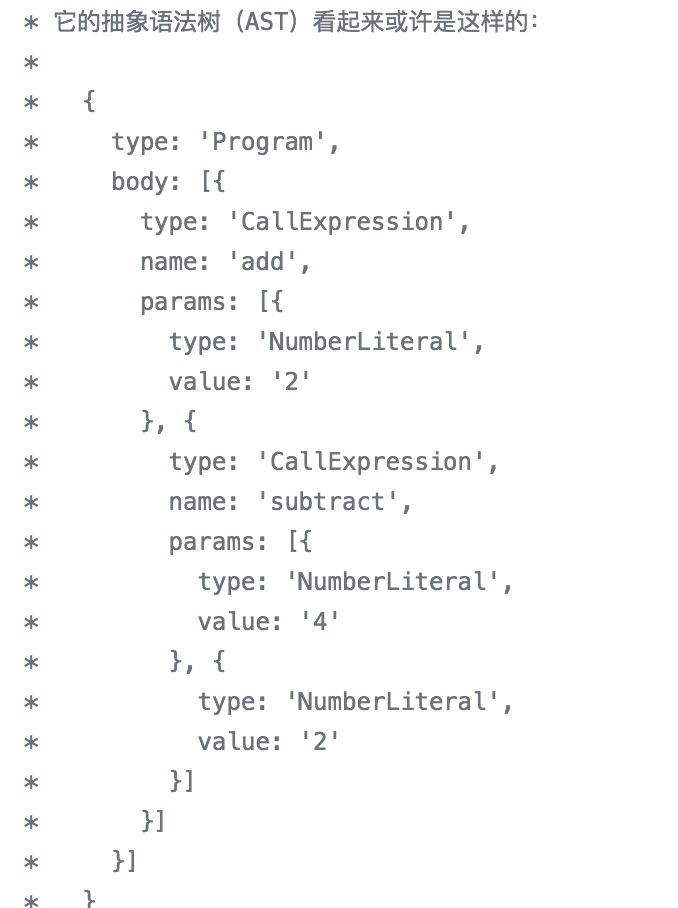 * 它的抽象语法树（AST）看起来或许是这样的：
*
*   {
*     type: 'Program',
*     body: [{
*       type: 'CallExpression',
*       name: 'add',
*       params: [{
*         type: 'NumberLiteral',
*         value: '2'
*       }, {
*         type: 'CallExpression',
*         name: 'subtract',
*         params: [{
*           type: 'NumberLiteral',
*           value: '4'
*         }, {
*           type: 'NumberLiteral',
*           value: '2'
*         }]
*       }]
*     }]
*   }